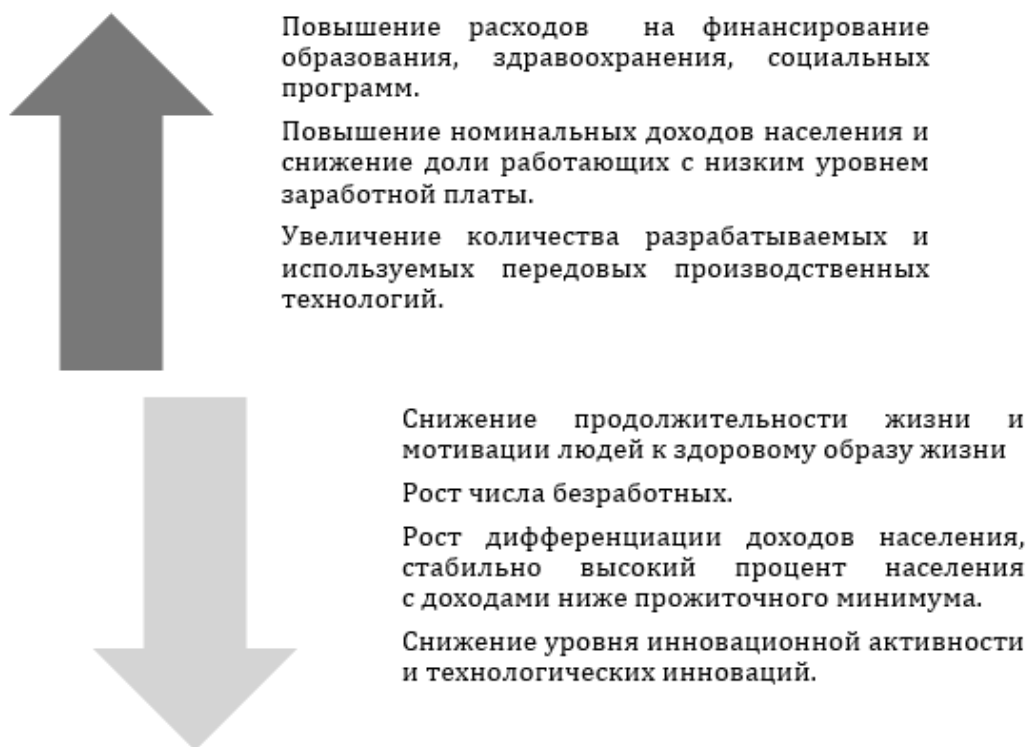 Повышение расходов на финансирование
образования, здравоохранения, социальных
программ.
Повышение номинальных доходов населения и
снижение доли работающих с низким уровнем
заработной платы.
Увеличение количества разрабатываемых и
используемых передовых производственных
технологий.
Снижение продолжительности жизни и
мотивации людей к здоровому образу жизни
Рост числа безработных.
Рост дифференциации доходов населения,
стабильно высокий процент населения
с доходами ниже прожиточного минимума.
Снижение уровня инновационной активности
и технологических инноваций.